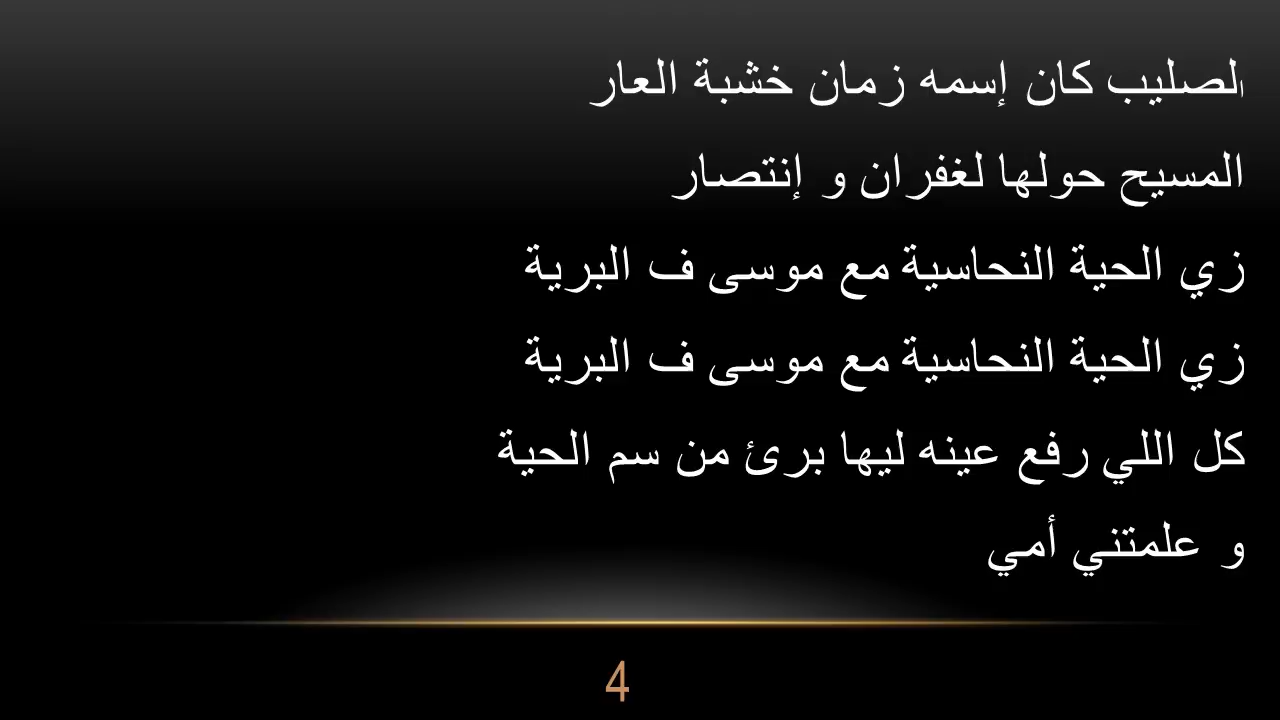 الصليب كان إسمه زمان خشبة العار
المسيح حولها لغفران و إنتصار
زي الحية النحاسية مع موسى ف البرية
زي الحية النحاسية مع موسى ف البرية
كل اللي رفع عينه ليها برئ من سم الحية
و علمتني أمي
4